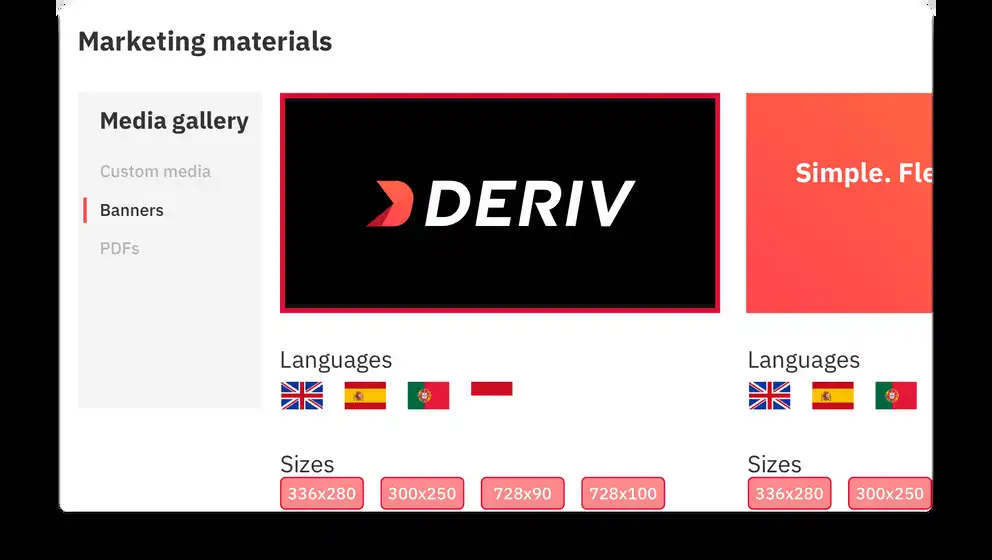 Marketing materials
Media gallery
Custom media
Banners
PDFs
DERIV
Languages
Sizes
336x280 300x250 728x90 728x100
Simple. Fle
Languages
Sizes
336x280 300x250